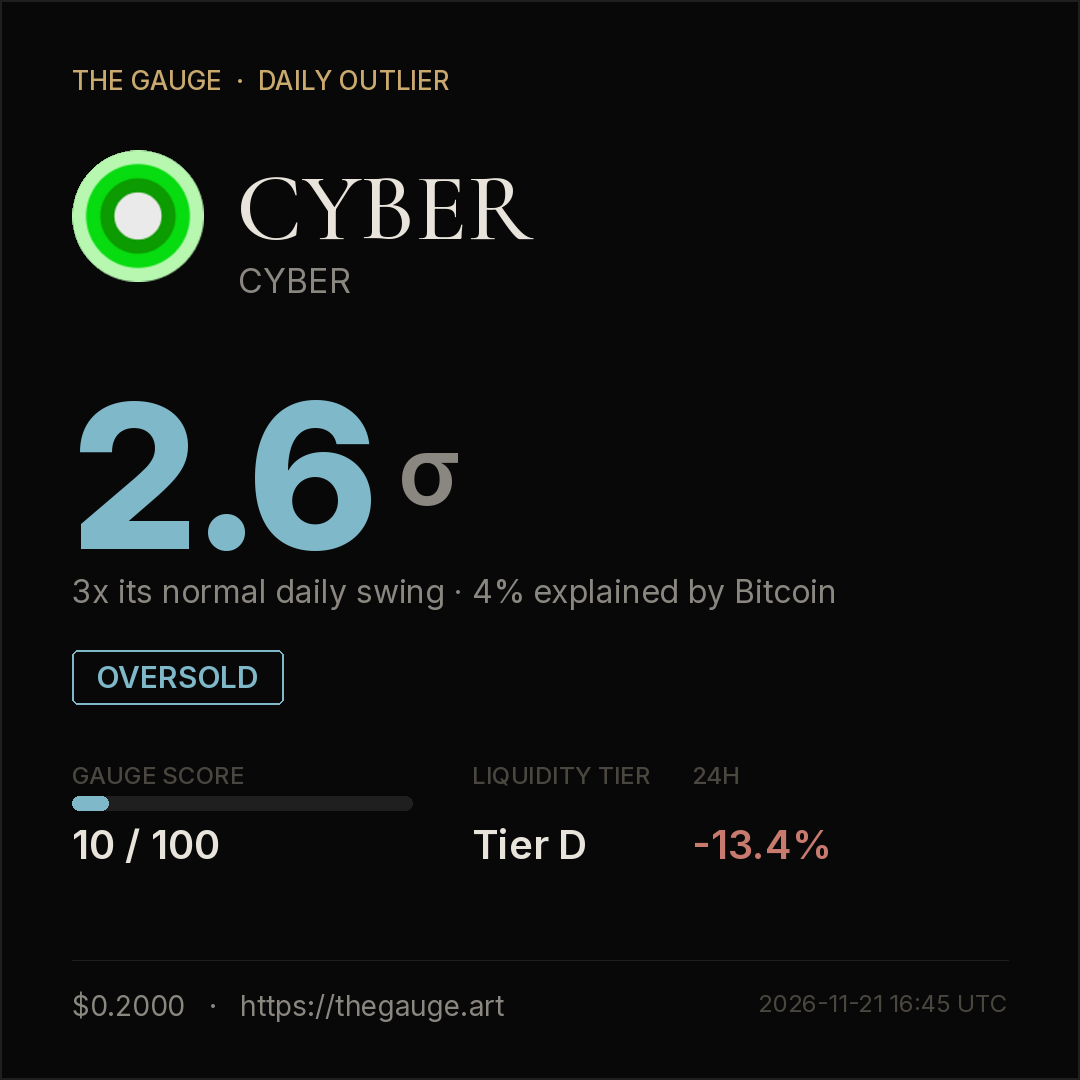 THE GAUGE · DAILY OUTLIER
CYBER
CYBER
2.6 σ
3x its normal daily swing · 4% explained by Bitcoin
OVERSOLD
GAUGE SCORE LIQUIDITY TIER 24H
10 / 100 Tier D -13.4%
$0.2000 · https://thegauge.art 2026-11-21 16:45 UTC